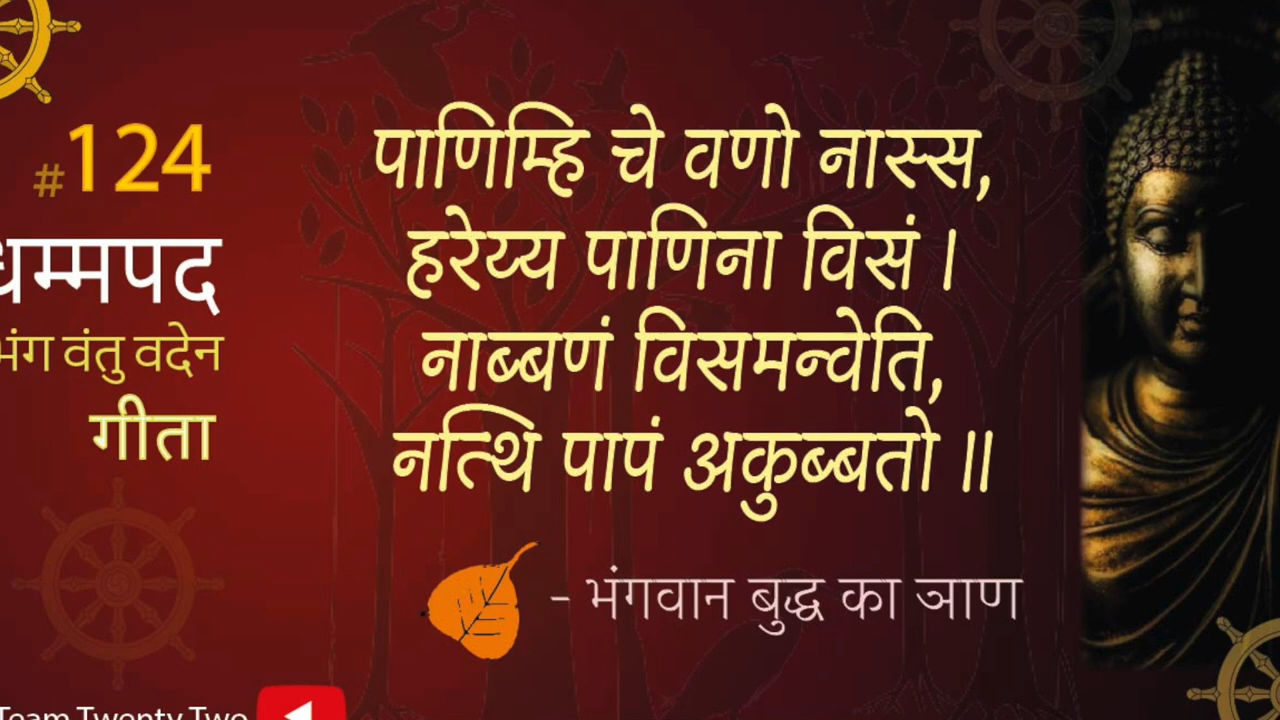 #124
धम्मपद
भंग वंतु वदेन
गीता
पाणिम्हि चे वणो नास्स,
हरेय्य पाणिना विसं ।
नाब्बणं विसमन्वेति,
नत्थि पापं अकुब्बतो ॥
- भंगवान बुद्ध का ञाण
Team Twenty Two